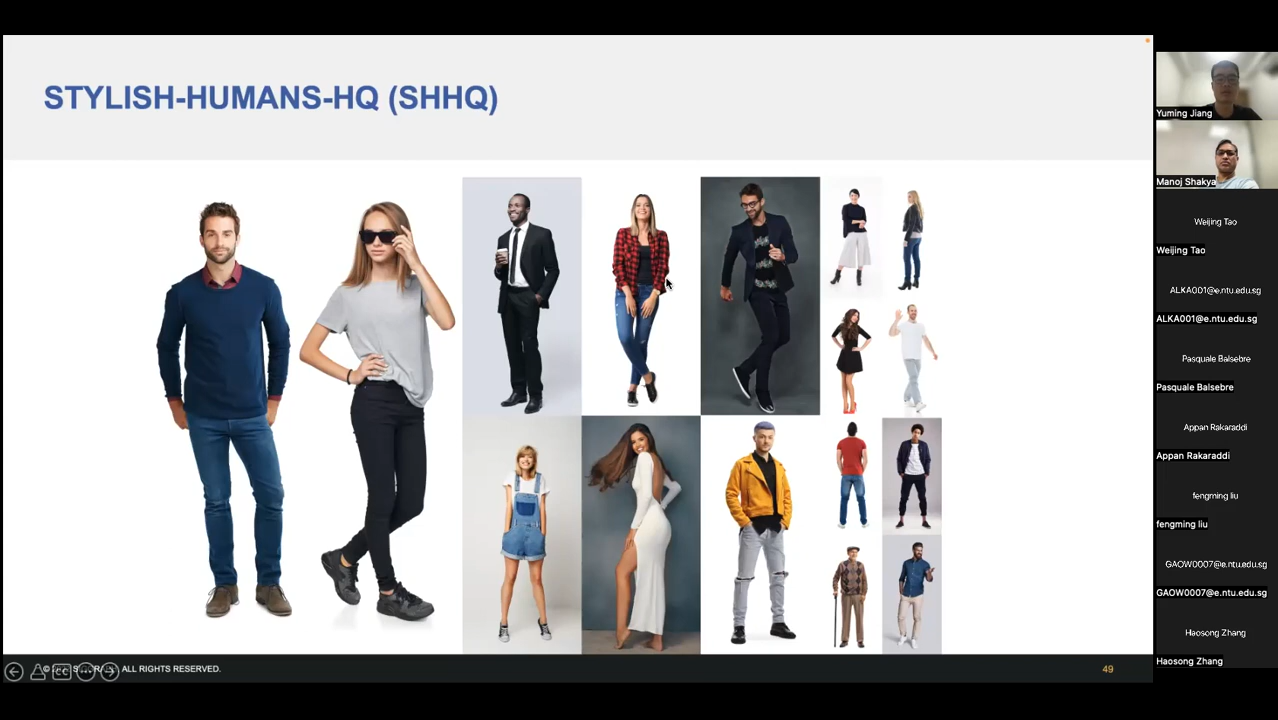 STYLISH-HUMANS-HQ (SHHQ)
Yuming Jiang
Manoj Shakya
Weijing Tao
Weijing Tao
ALKA001@e.ntu.edu.sg
ALKA001@e.ntu.edu.sg
Pasquale Balsebre
Pasquale Balsebre
Appan Rakaraddi
Appan Rakaraddi
fengming liu
fengming liu
GAOW0007@e.ntu.edu.sg
GAOW0007@e.ntu.edu.sg
Haosong Zhang
Haosong Zhang
ALL RIGHTS RESERVED.
49